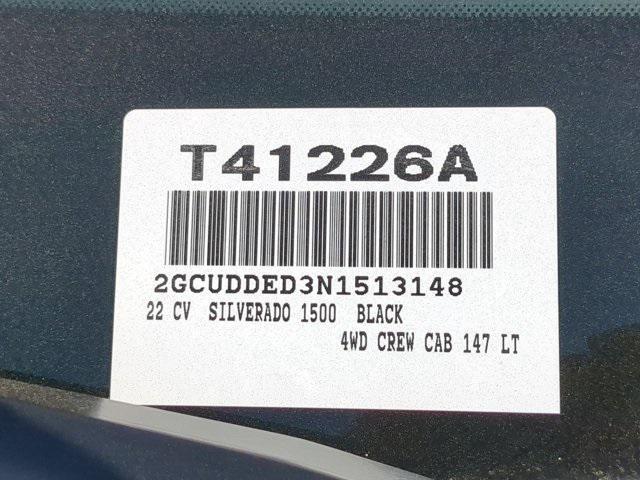 T41226A
2GCUDDED3N1513148
22 CV SILVERADO 1500 BLACK
4WD CREW CAB 147 LT